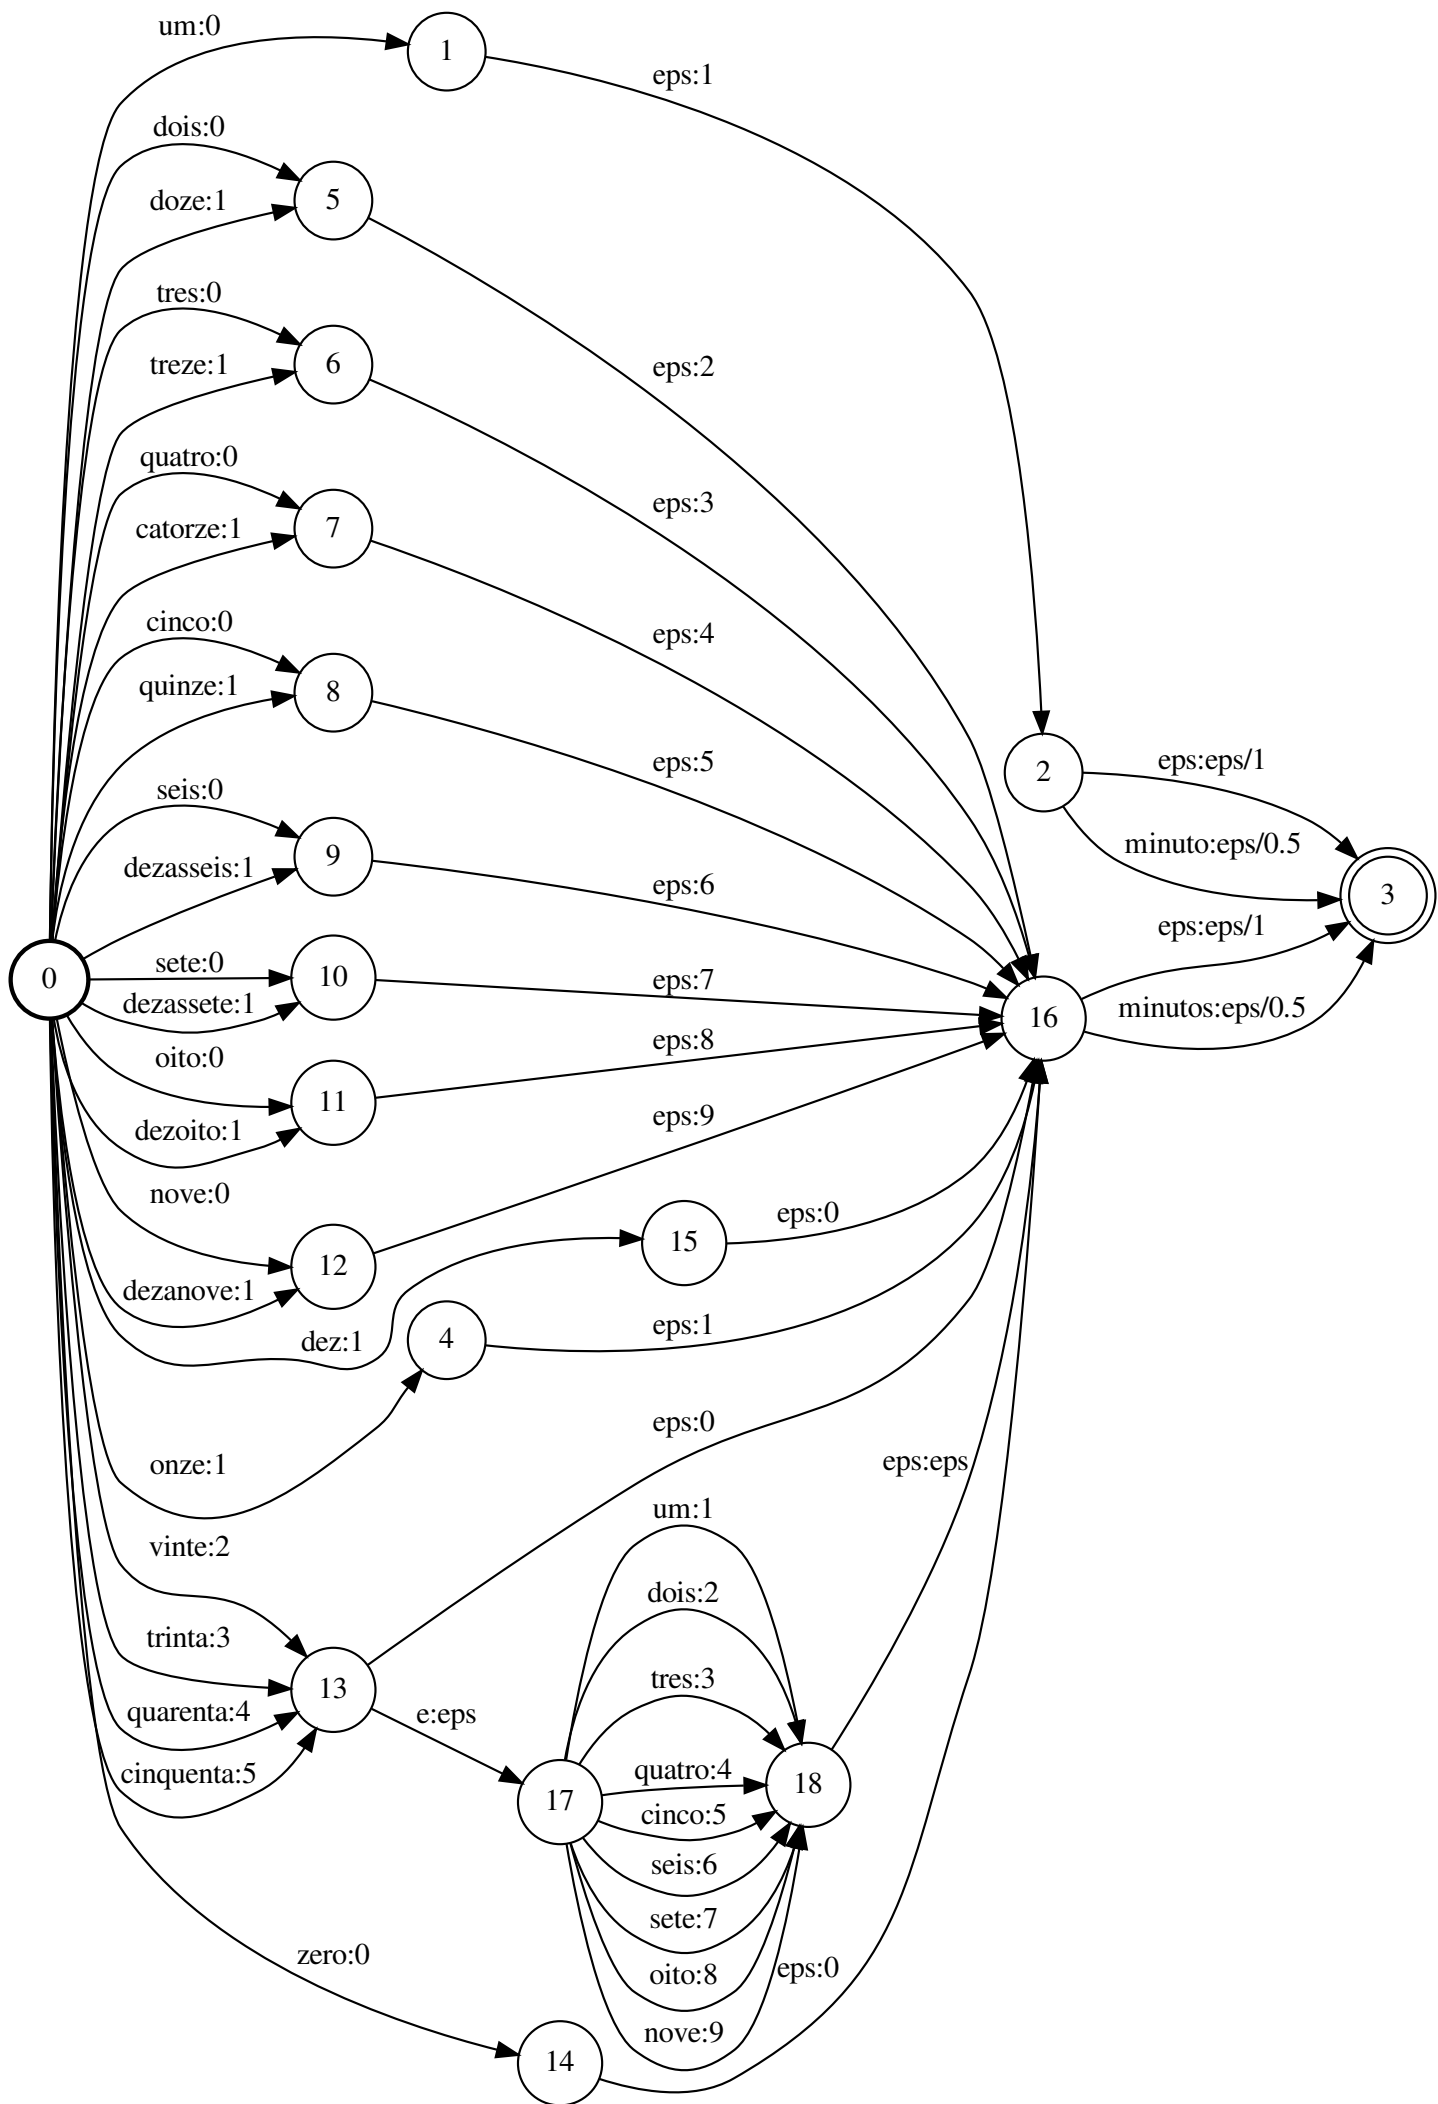 um:0
1
eps:1
dois:0
doze:1
5
tres:0
eps:2
treze:1
6
quatro:0
eps:3
catorze:1
7
cinco:0
eps:4
quinze:1
8
eps:5
2
eps:eps/1
seis:0
minuto:eps/0.5
dezasseis:1
9
eps:6
3
eps:eps/1
sete:0
0
10
eps:7
dezassete:1
16
minutos:eps/0.5
oito:0
eps:8
11
dezoito:1
eps:9
nove:0
eps:0
15
12
dezanove:1
dez:1
4
eps:1
eps:0
onze:1
eps:eps
um:1
vinte:2
dois:2
trinta:3
tres:3
13
quarenta:4
e:eps
cinquenta:5
quatro:4
18
17
cinco:5
seis:6
sete:7
zero:0
oito:8
eps:0
nove:9
14